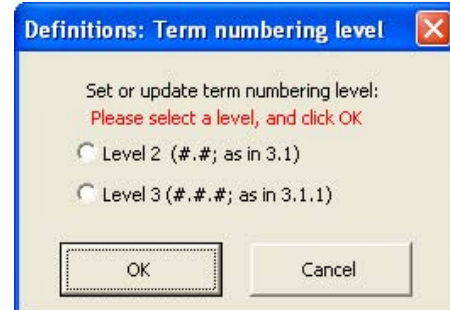 Definitions: Term numbering level
Set or update term numbering level:
Please select a level, and click OK
Level 2 (#.#; as in 3.1)
Level 3 (#.#.#; as in 3.1.1)
OK Cancel